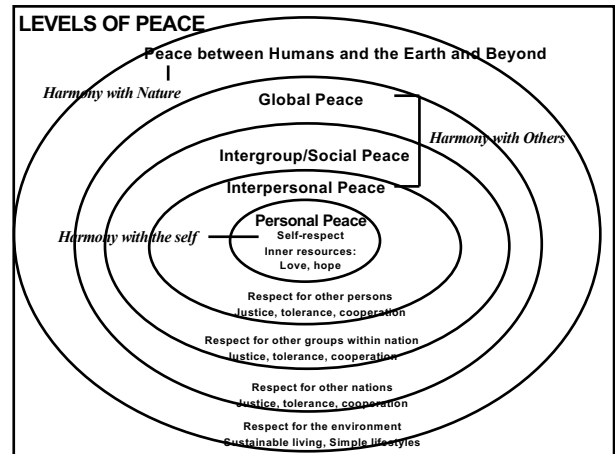 LEVELS OF PEACE
Peace between Humans and the Earth and Beyond
Harmony with Nature
Global Peace
Harmony with Others
Intergroup/Social Peace
Interpersonal Peace
Personal Peace
Harmony with the self
Self-respect
Inner resources:
Love, hope
Respect for other persons
Justice, tolerance, cooperation
Respect for other groups within nation
Justice, tolerance, cooperation
Respect for other nations
Justice, tolerance, cooperation
Respect for the environment
Sustainable living, Simple lifestyles